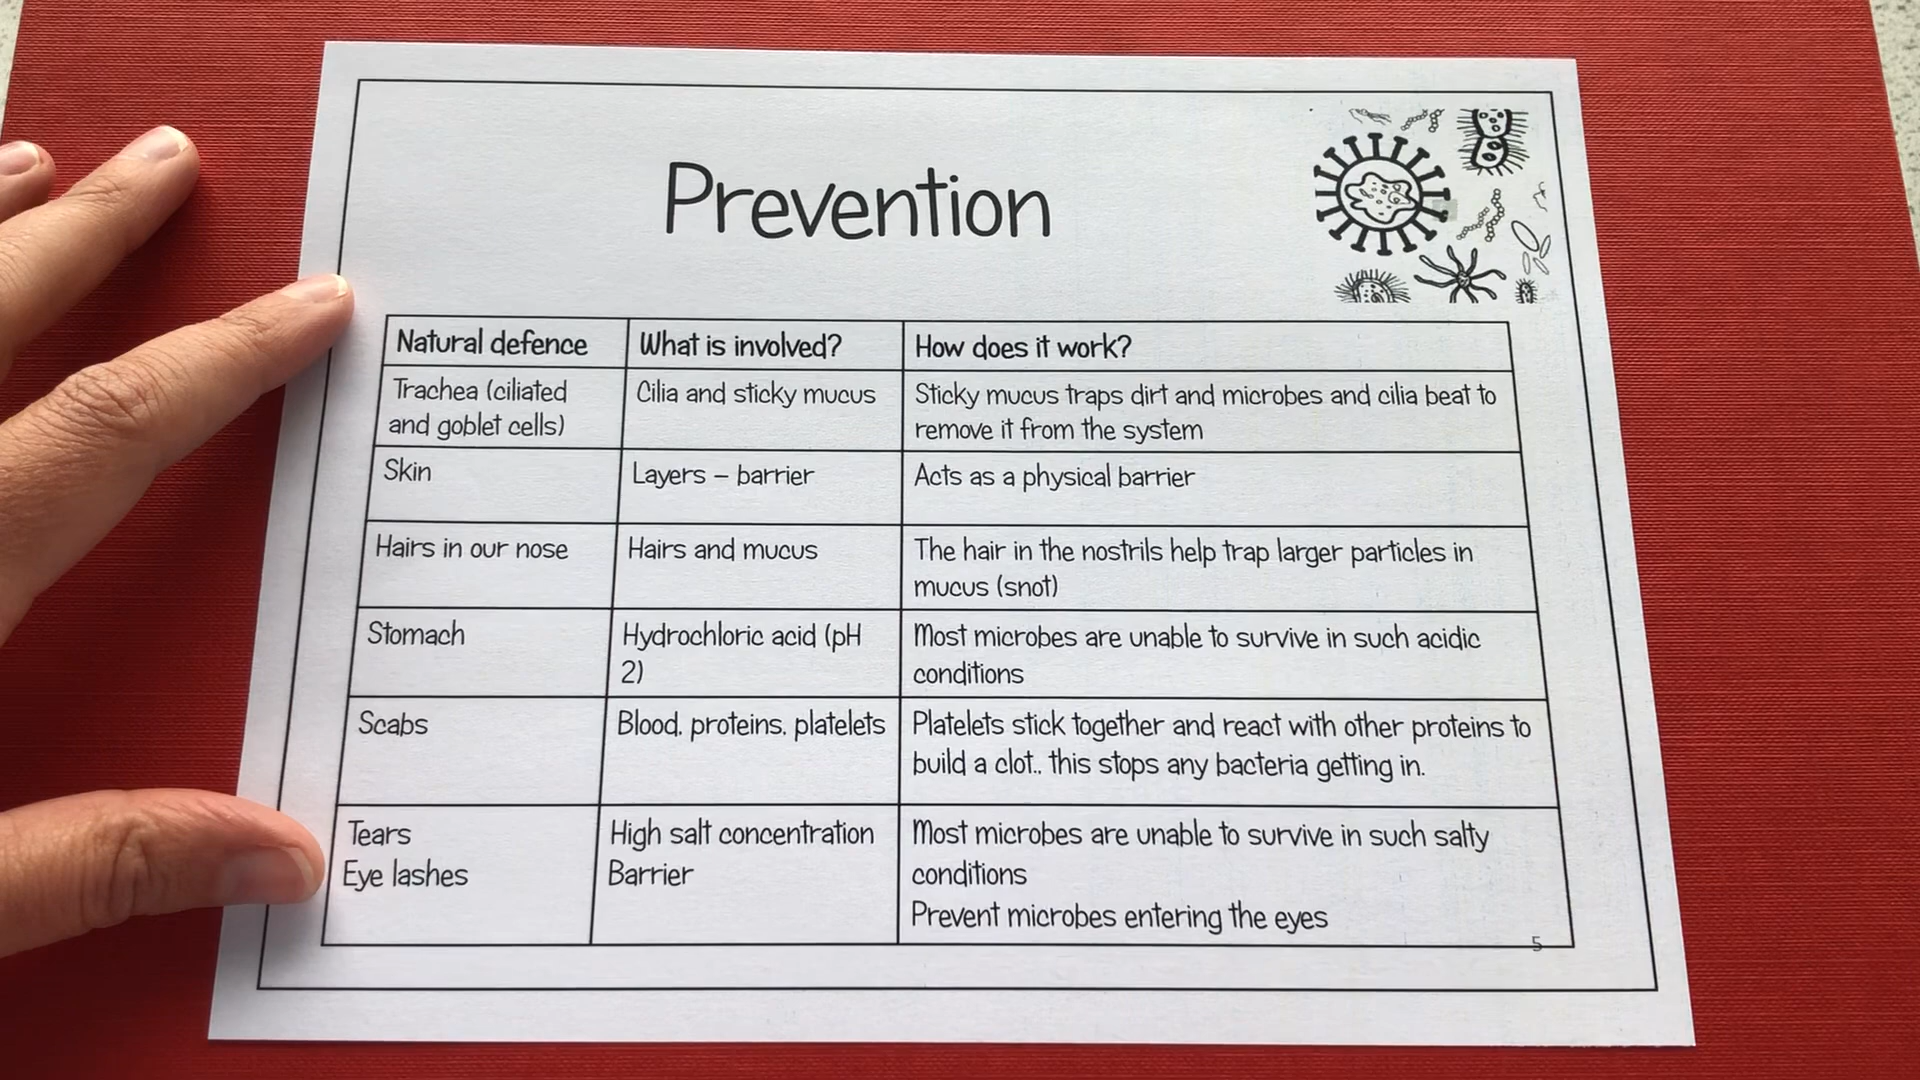 Prevention
Natural defence
What is involved?
How does it work?
Trachea (ciliated
and goblet cells)
Cilia and sticky mucus
Sticky mucus traps dirt and microbes and cilia beat to
remove it from the system
Skin
Layers – barrier
Acts as a physical barrier
Hairs in our nose
Hairs and mucus
The hair in the nostrils help trap larger particles in
mucus (snot)
Stomach
Hydrochloric acid (pH
2)
Most microbes are unable to survive in such acidic
conditions
Scabs
Blood, proteins, platelets
Platelets stick together and react with other proteins to
build a clot.. this stops any bacteria getting in.
Tears
Eye lashes
High salt concentration
Barrier
Most microbes are unable to survive in such salty
conditions
Prevent microbes entering the eyes
5